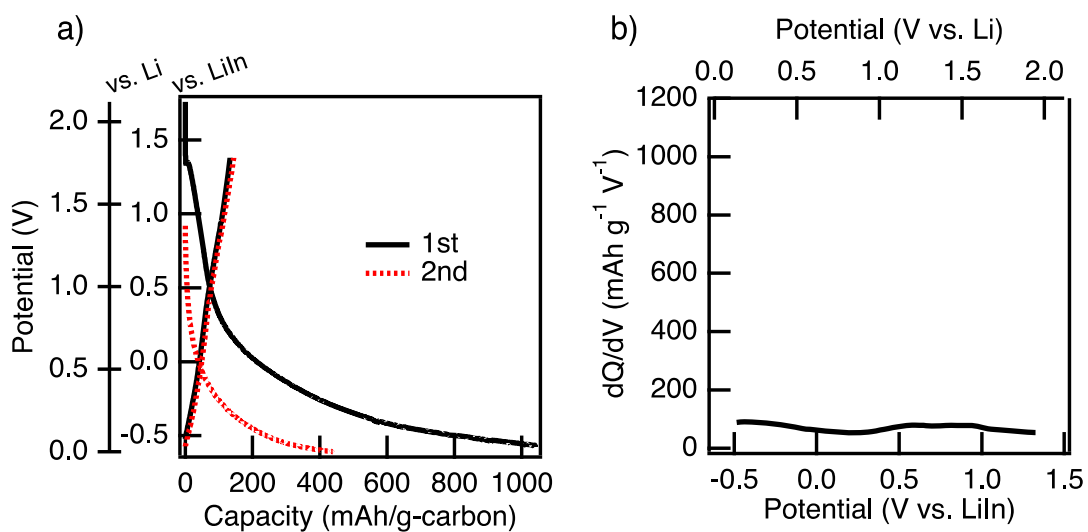 a)
vs. Li
vs. LiIn
Potential (V)
2.0
1.5
1.0
0.5
0.0
1.5
1.0
0.5
0.0
-0.5
1st
2nd
0 200 400 600 800 1000
Capacity (mAh/g-carbon)
b)
Potential (V vs. Li)
0.0 0.5 1.0 1.5 2.0
dQ/dV (mAh g⁻¹ V⁻¹)
1200
1000
800
600
400
200
0
-0.5 0.0 0.5 1.0 1.5
Potential (V vs. LiIn)